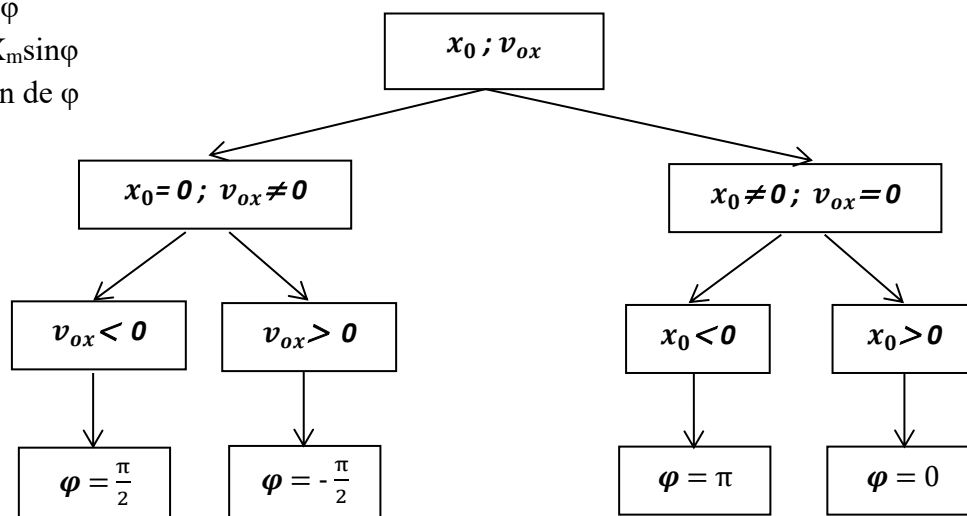 φ
Xₘsinφ
n de φ
x₀ ; vₒₓ
x₀= 0 ; vₒₓ≠0
x₀≠0 ; vₒₓ=0
vₒₓ< 0
vₒₓ> 0
x₀<0
x₀>0
φ = π/2
φ = - π/2
φ = π
φ = 0